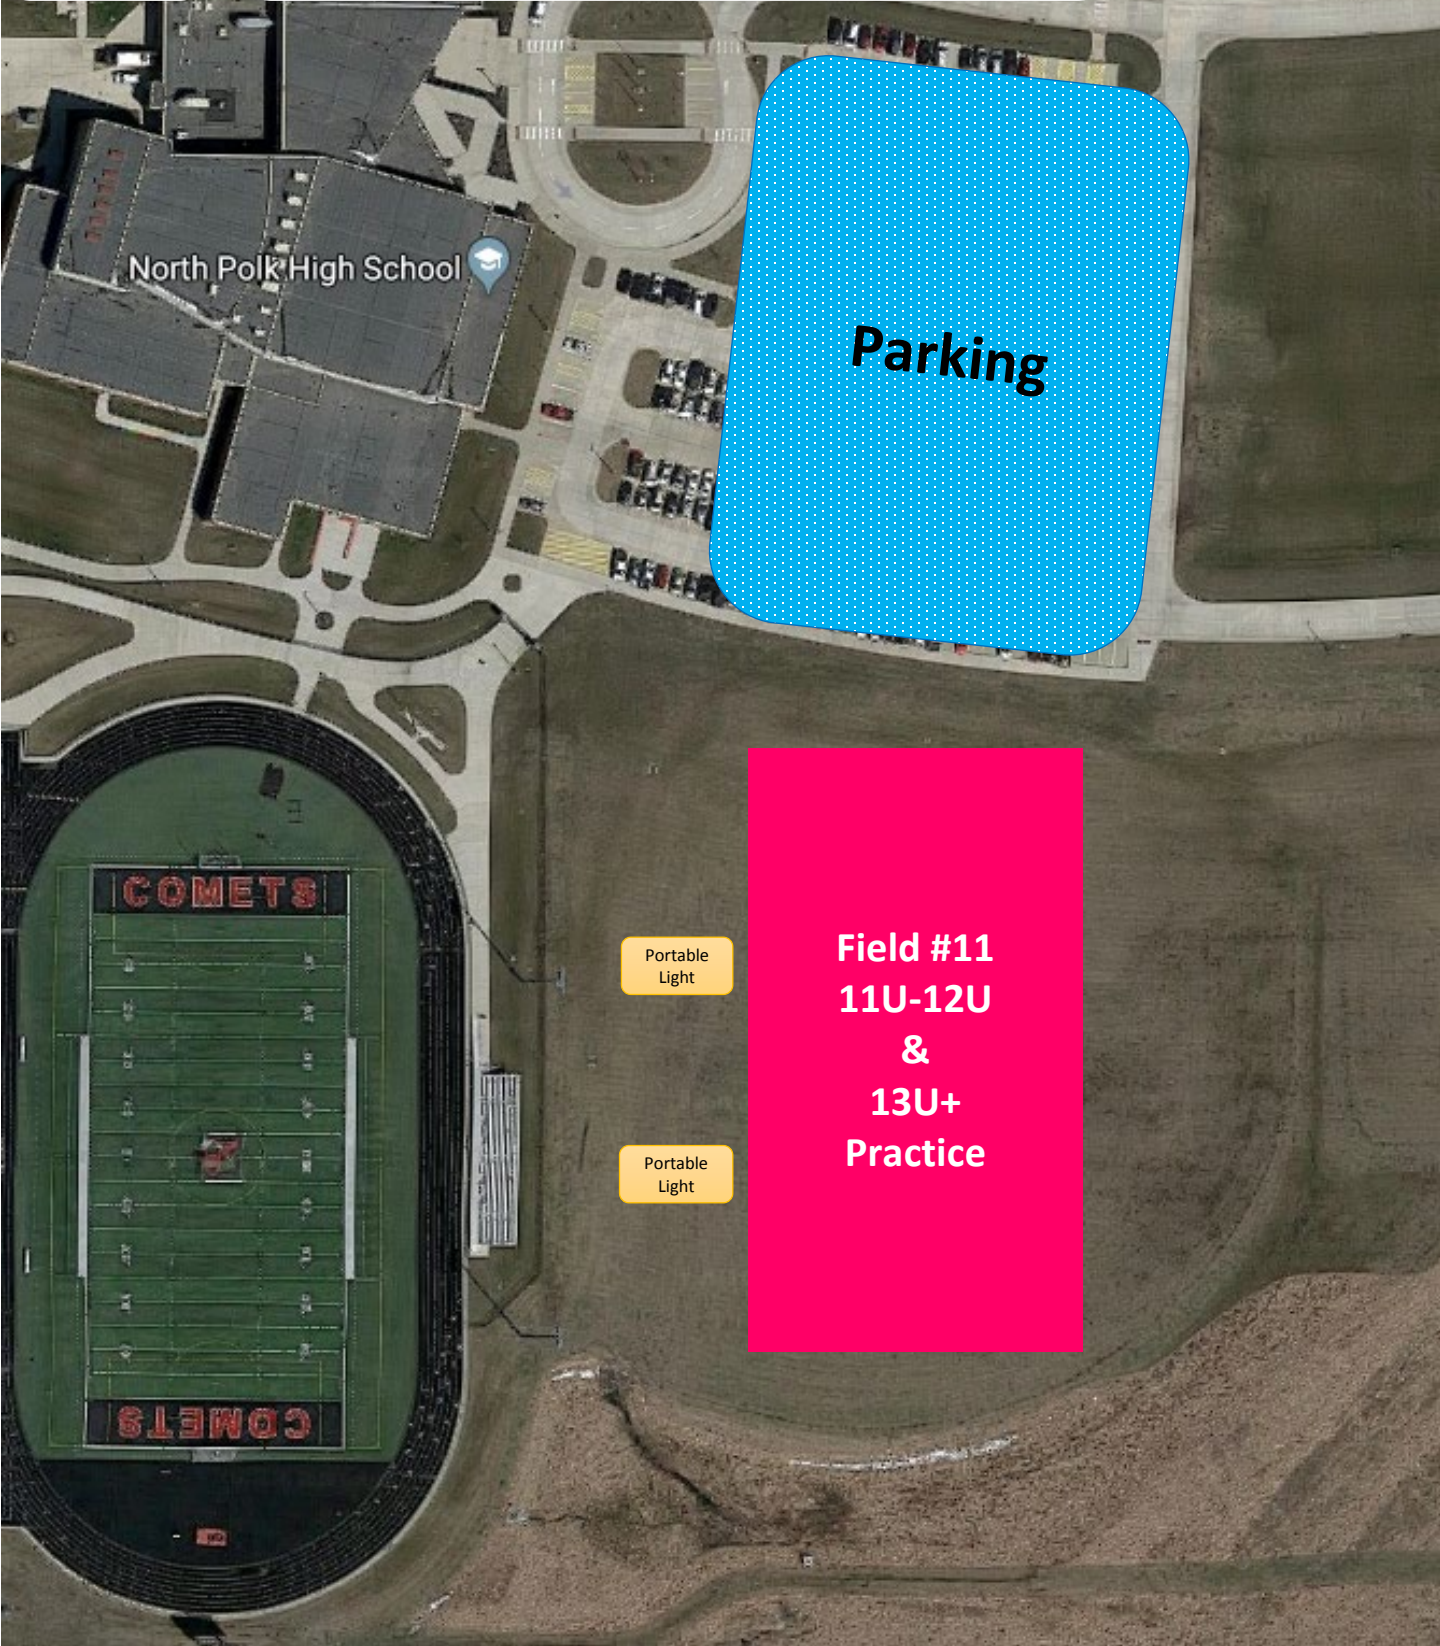 North Polk High School
Parking
COMETS
Portable
Light
Field #11
11U-12U
&
13U+
Practice
Portable
Light
COMETS